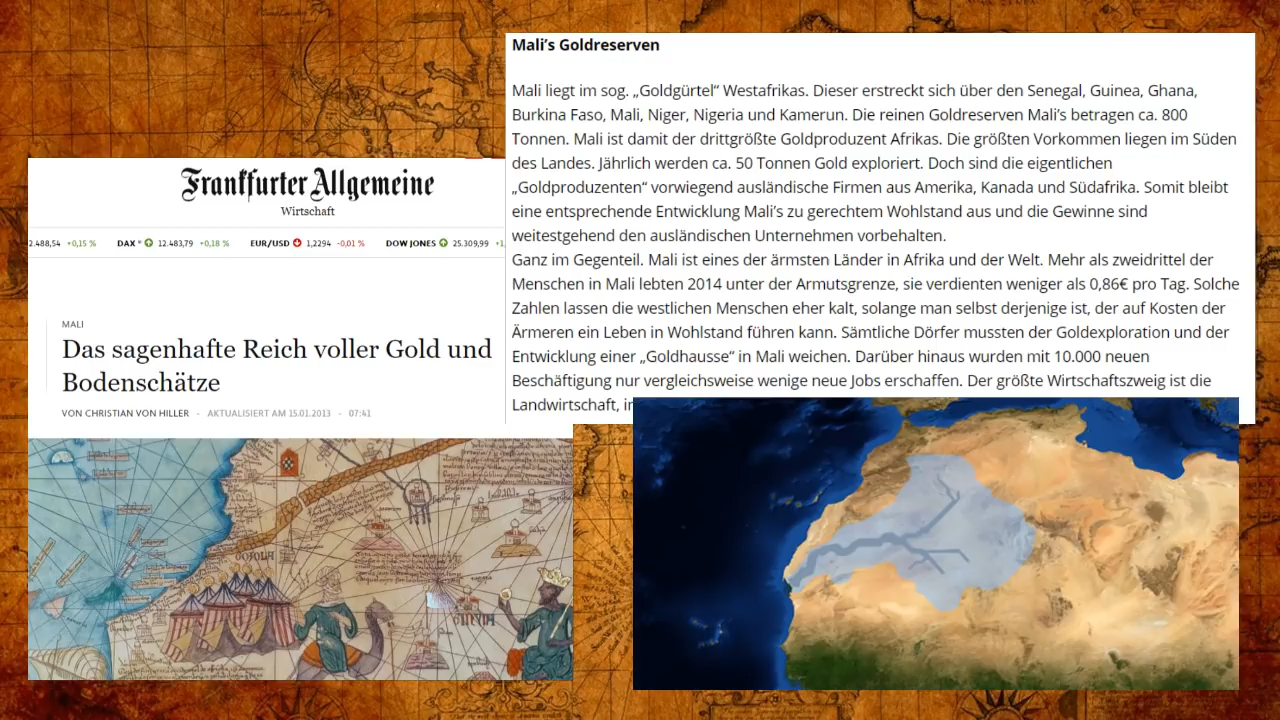 Mali’s Goldreserven
Mali liegt im sog. „Goldgürtel“ Westafrikas. Dieser erstreckt sich über den Senegal, Guinea, Ghana,
Burkina Faso, Mali, Niger, Nigeria und Kamerun. Die reinen Goldreserven Mali’s betragen ca. 800
Tonnen. Mali ist damit der drittgrößte Goldproduzent Afrikas. Die größten Vorkommen liegen im Süden
des Landes. Jährlich werden ca. 50 Tonnen Gold exploriert. Doch sind die eigentlichen
„Goldproduzenten“ vorwiegend ausländische Firmen aus Amerika, Kanada und Südafrika. Somit bleibt
eine entsprechende Entwicklung Mali’s zu gerechtem Wohlstand aus und die Gewinne sind
weitestgehend den ausländischen Unternehmen vorbehalten.
Ganz im Gegenteil. Mali ist eines der ärmsten Länder in Afrika und der Welt. Mehr als zweidrittel der
Menschen in Mali lebten 2014 unter der Armutsgrenze, sie verdienten weniger als 0,86€ pro Tag. Solche
Zahlen lassen die westlichen Menschen eher kalt, solange man selbst derjenige ist, der auf Kosten der
Ärmeren ein Leben in Wohlstand führen kann. Sämtliche Dörfer mussten der Goldexploration und der
Entwicklung einer „Goldhausse“ in Mali weichen. Darüber hinaus wurden mit 10.000 neuen
Beschäftigung nur vergleichsweise wenige neue Jobs erschaffen. Der größte Wirtschaftszweig ist die
Landwirtschaft,
Frankfurter Allgemeine
Wirtschaft
2.488,54 +0,15 % DAX ® 12.483,79 +0,18 % EUR/USD 1,2294 -0,01 % DOW JONES 25.309,99
MALI
Das sagenhafte Reich voller Gold und
Bodenschätze
VON CHRISTIAN VON HILLER - AKTUALISIERT AM 15.01.2013 - 07:41